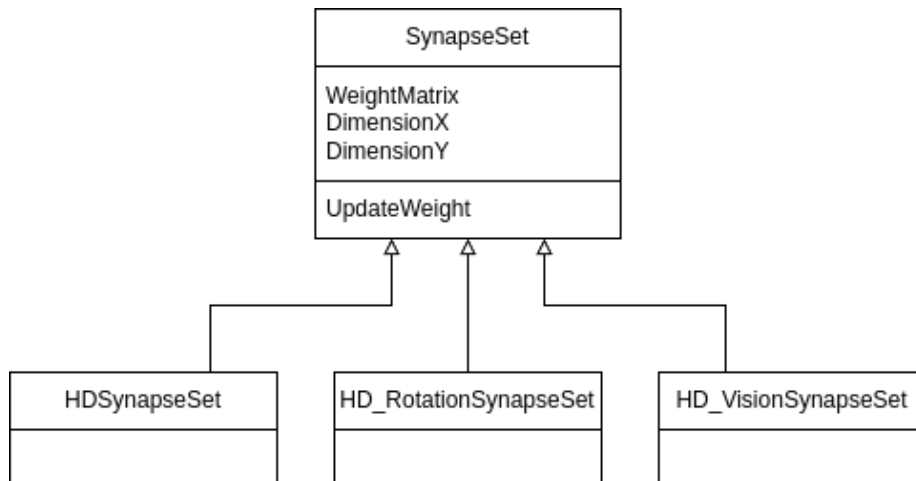 SynapseSet
WeightMatrix
DimensionX
DimensionY
UpdateWeight
HDSynapseSet
HD_RotationSynapseSet
HD_VisionSynapseSet